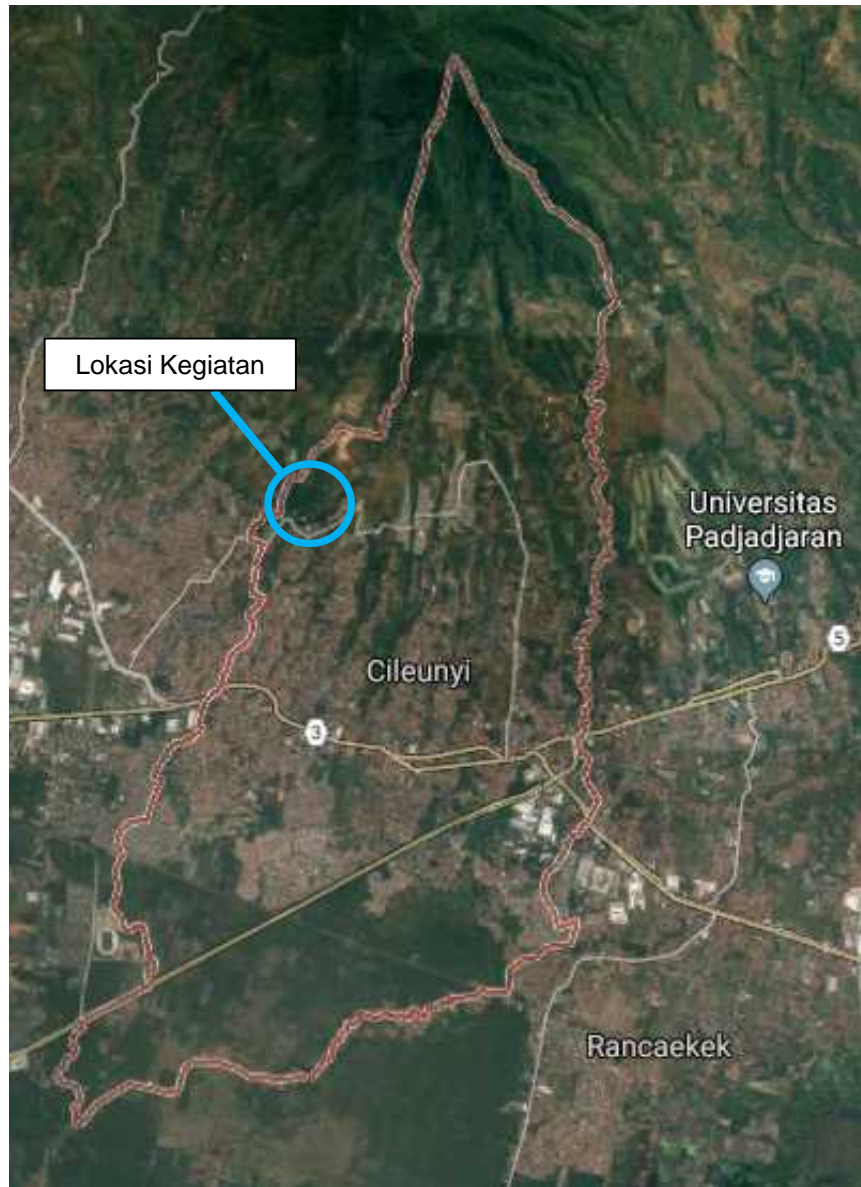 Lokasi Kegiatan
Universitas
Padjadjaran
5
Cileunyi
3
Rancaekek